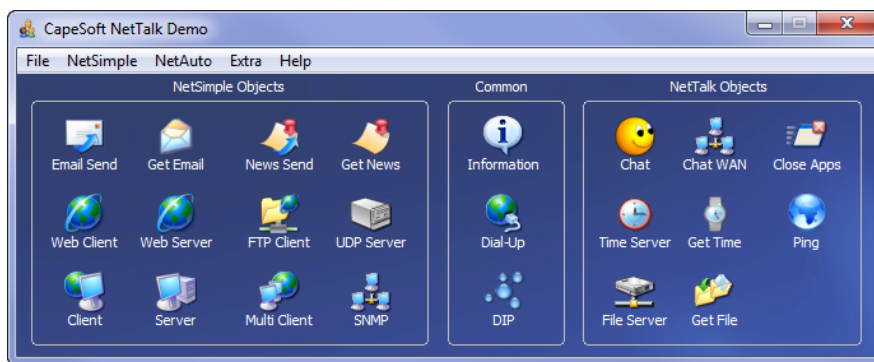 CapeSoft NetTalk Demo
File NetSimple NetAuto Extra Help
NetSimple Objects
Email Send Get Email News Send Get News
Web Client Web Server FTP Client UDP Server
Client Server Multi Client SNMP
Common
Information
Dial-Up
DIP
NetTalk Objects
Chat Chat WAN Close Apps
Time Server Get Time Ping
File Server Get File